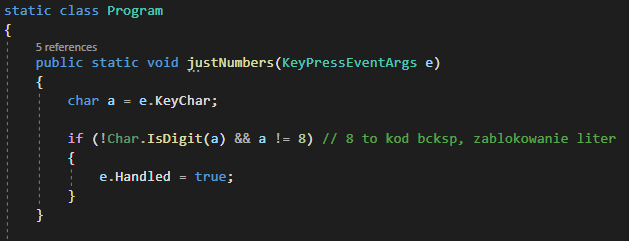 static class Program
{
5 references
public static void justNumbers(KeyPressEventArgs e)
{
char a = e.KeyChar;
if (!Char.IsDigit(a) && a != 8) // 8 to kod bcksp, zablokowanie liter
{
e.Handled = true;
}
}